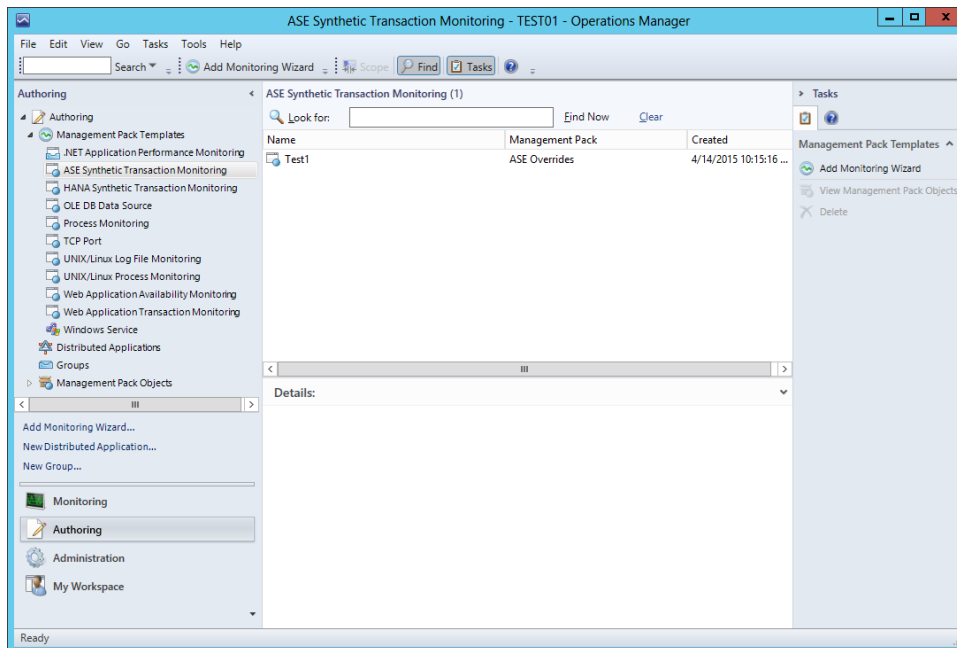 ASE Synthetic Transaction Monitoring - TEST01 - Operations Manager
File Edit View Go Tasks Tools Help
Search Add Monitoring Wizard Scope Find Tasks
Authoring
Authoring
Management Pack Templates
.NET Application Performance Monitoring
ASE Synthetic Transaction Monitoring
HANA Synthetic Transaction Monitoring
OLE DB Data Source
Process Monitoring
TCP Port
UNIX/Linux Log File Monitoring
UNIX/Linux Process Monitoring
Web Application Availability Monitoring
Web Application Transaction Monitoring
Windows Service
Distributed Applications
Groups
Management Pack Objects
Add Monitoring Wizard...
New Distributed Application...
New Group...
Monitoring
Authoring
Administration
My Workspace
ASE Synthetic Transaction Monitoring (1)
Look for: Find Now Clear
Name Management Pack Created
Test1 ASE Overrides 4/14/2015 10:15:16 ...
Details:
Tasks
Management Pack Templates
Add Monitoring Wizard
View Management Pack Objects
Delete
Ready